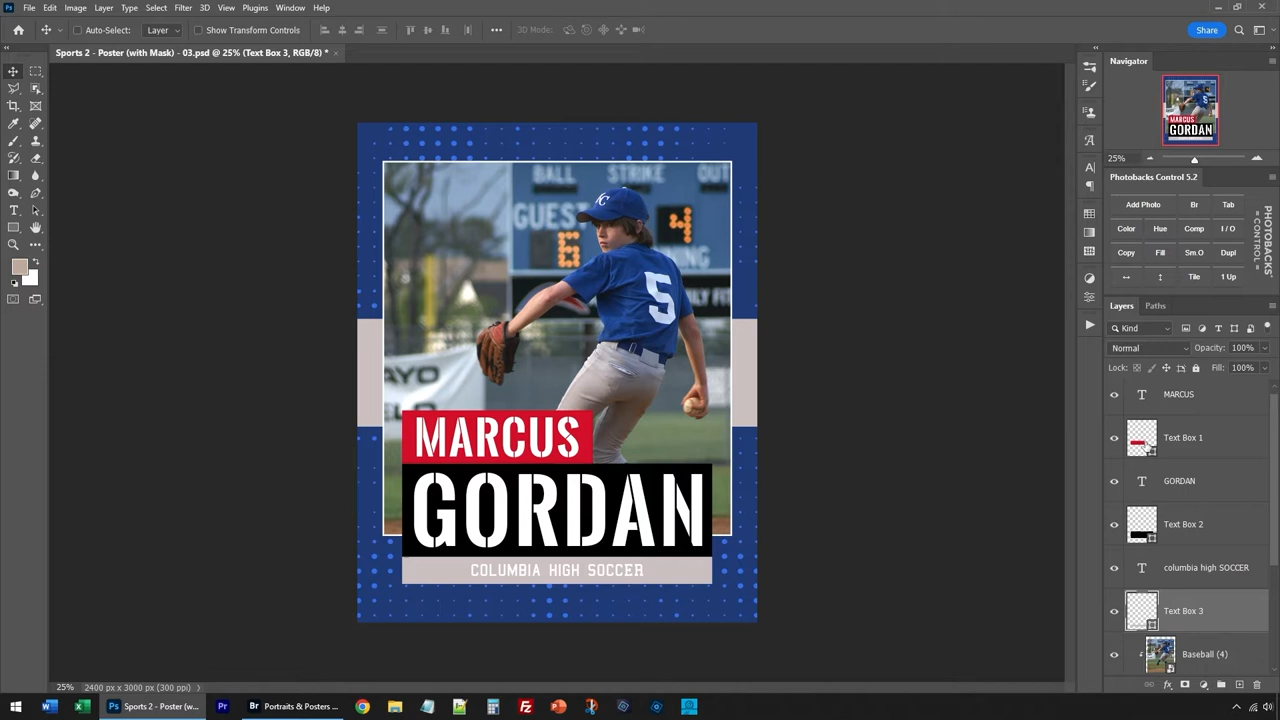 File Edit Image Layer Type Select Filter 3D View Plugins Window Help
Auto-Select: Layer Show Transform Controls 3D Mode: Share
Sports 2 - Poster (with Mask) - 03.psd @ 25% (Text Box 3, RGB/8) *
Navigator
25%
Photobacks Control 5.2
Add Photo Br Tab
Color Hue Comp I / O
Copy Fill Sm.O Dupl
Tile 1 Up
PHOTOBACKS
= CONTROL =
Layers Paths
Kind
Normal Opacity: 100%
Lock: Fill: 100%
MARCUS
Text Box 1
GORDAN
Text Box 2
columbia high SOCCER
Text Box 3
Baseball (4)
BALL STRIKE OUT
GUEST
6 4
5
MARCUS
GORDAN
COLUMBIA HIGH SOCCER
25% 2400 px x 3000 px (300 ppi)
Sports 2 - Poster (w... Portraits & Posters ...